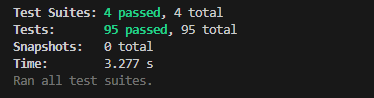 Test Suites: 4 passed, 4 total
Tests:       95 passed, 95 total
Snapshots:   0 total
Time:        3.277 s
Ran all test suites.